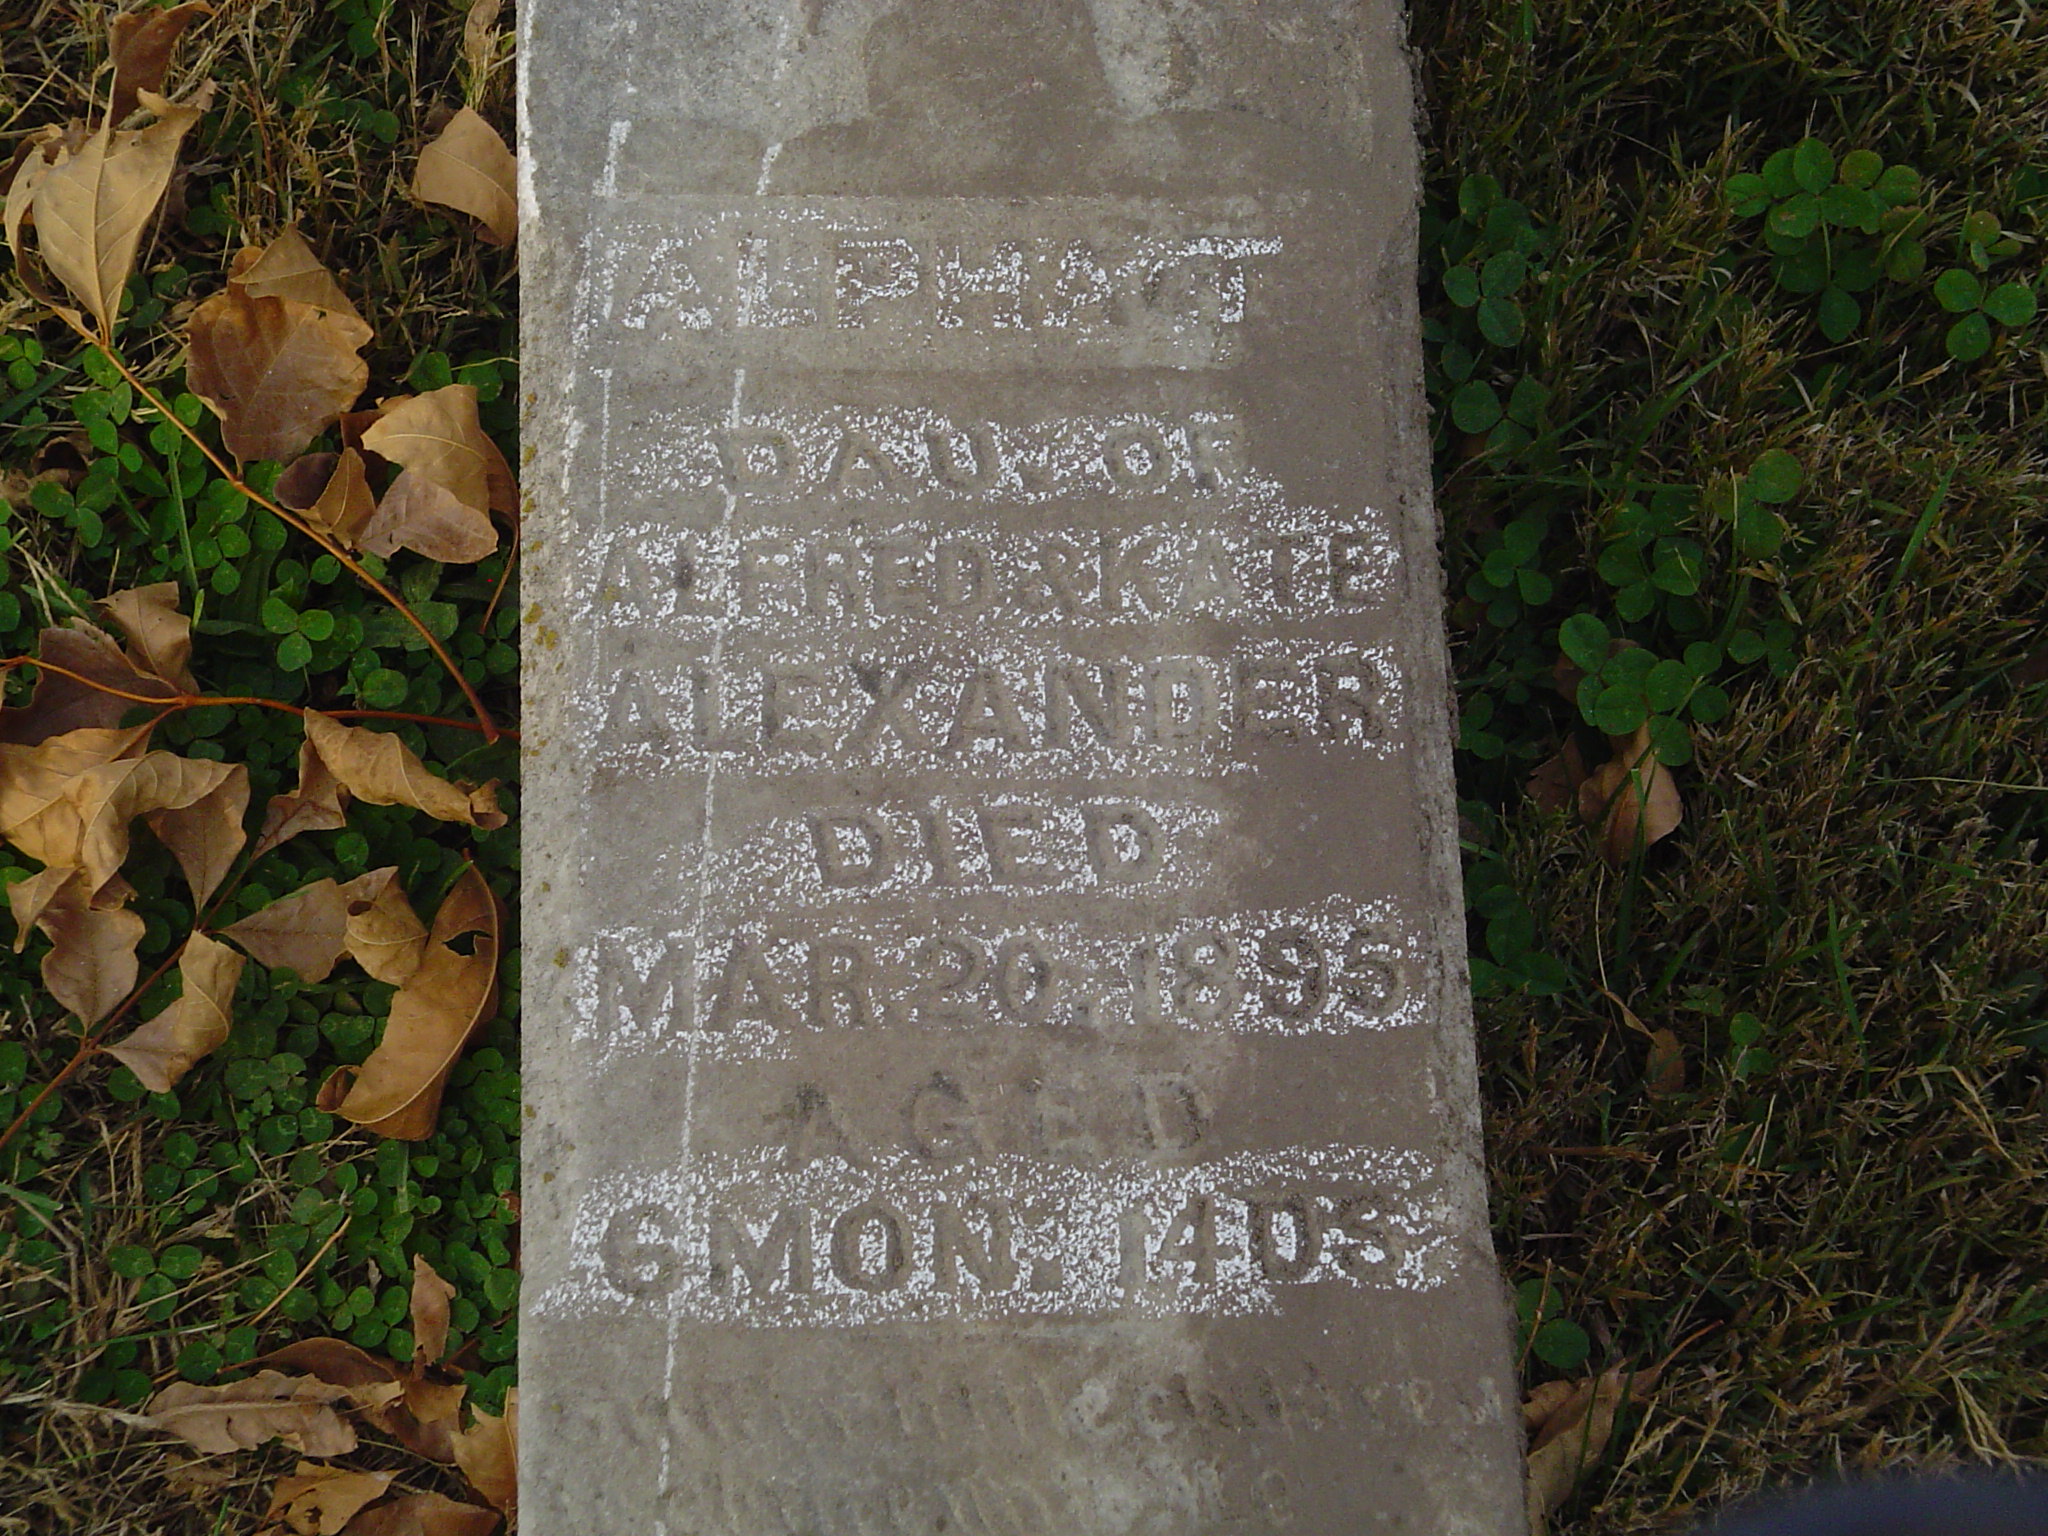 ALPHA G
DAU. OF
ALFRED & KATE
ALEXANDER
DIED
MAR 20. 1895
AGED
6 MON. 14 DS.